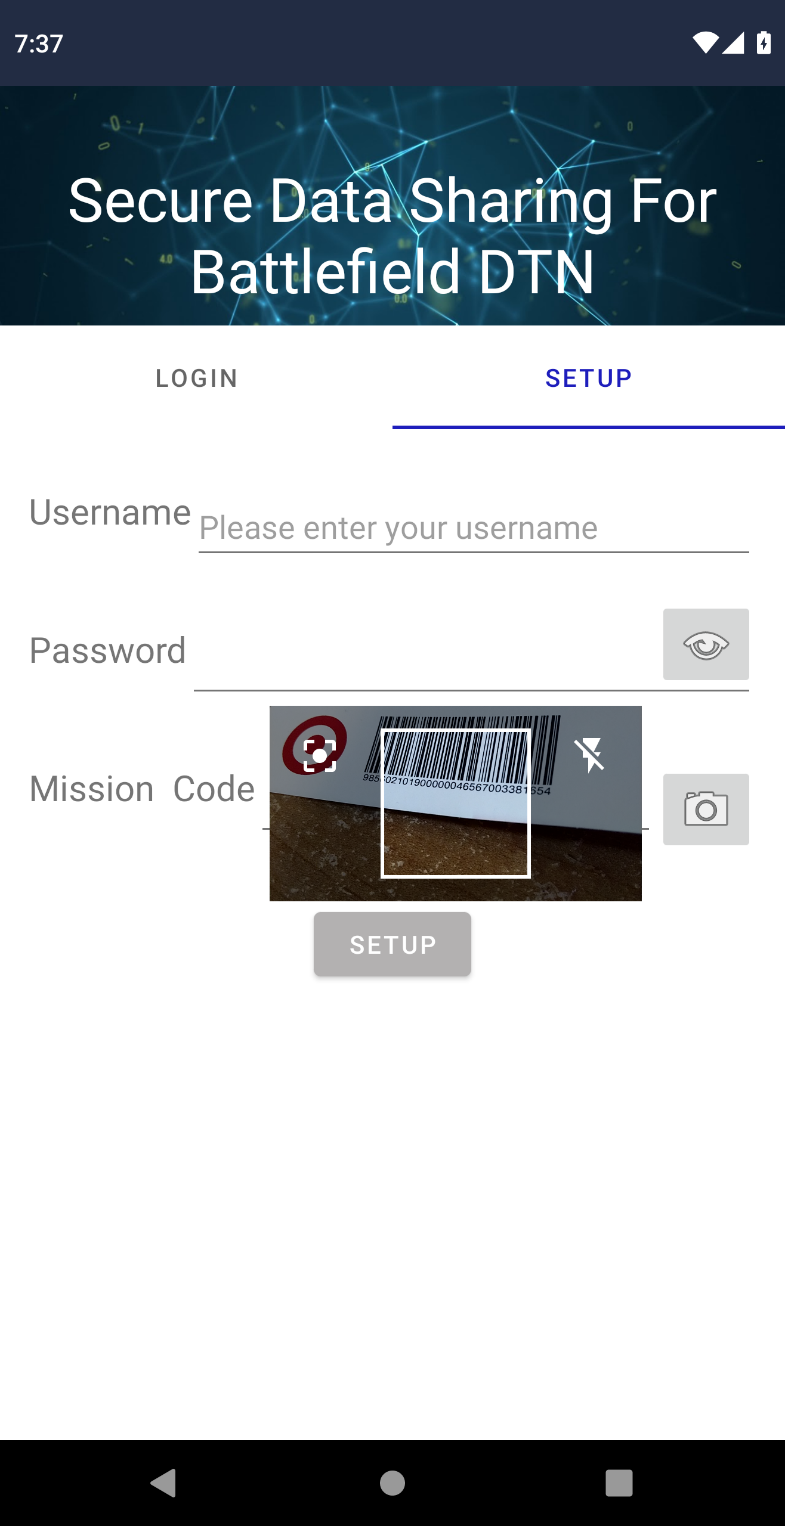 7:37
Secure Data Sharing For
Battlefield DTN
LOGIN
SETUP
Username
Please enter your username
Password
Mission Code
SETUP